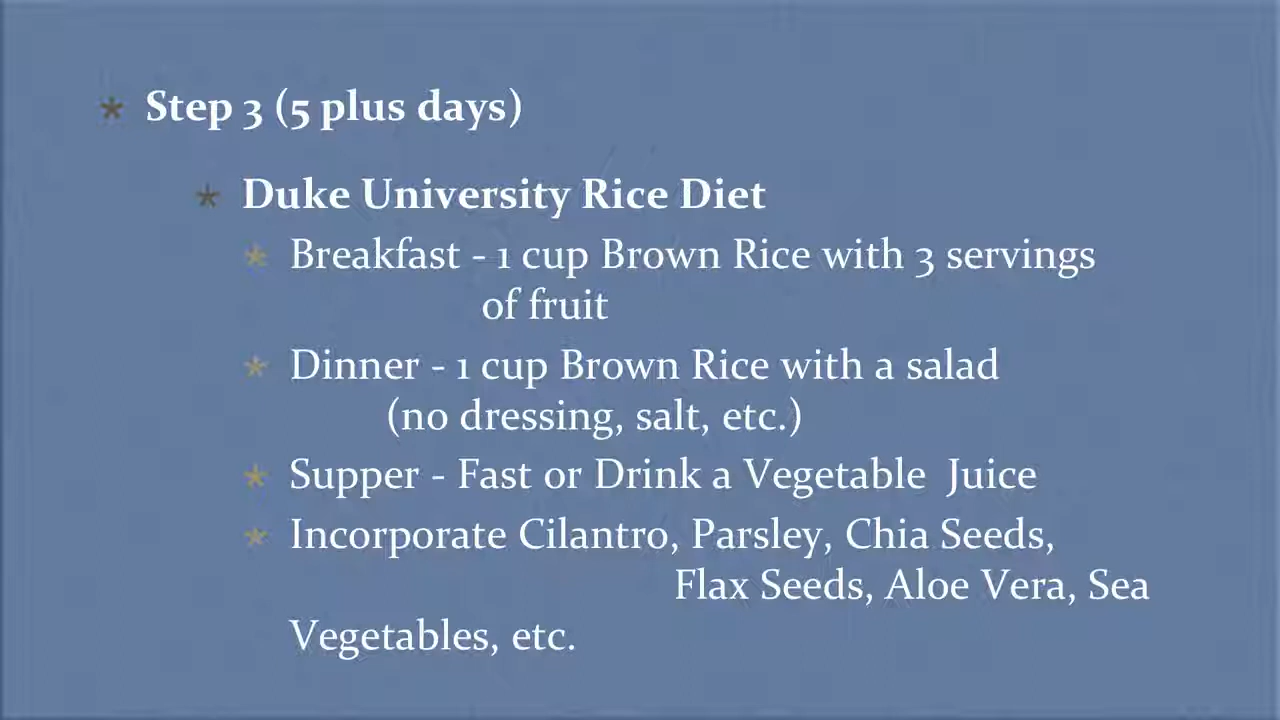 * Step 3 (5 plus days)
* Duke University Rice Diet
* Breakfast - 1 cup Brown Rice with 3 servings
of fruit
* Dinner - 1 cup Brown Rice with a salad
(no dressing, salt, etc.)
* Supper - Fast or Drink a Vegetable Juice
* Incorporate Cilantro, Parsley, Chia Seeds,
Flax Seeds, Aloe Vera, Sea
Vegetables, etc.